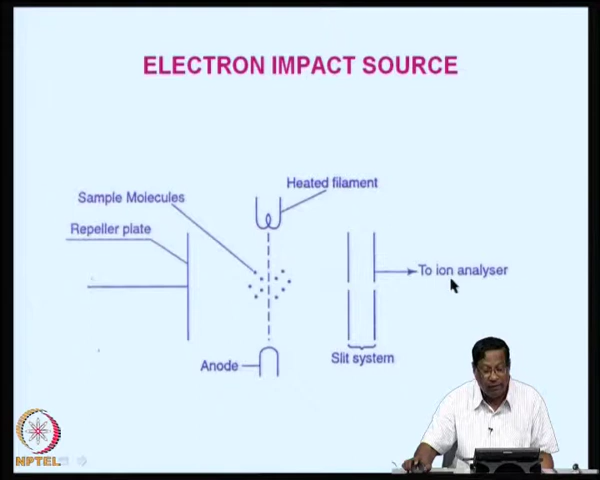 ELECTRON IMPACT SOURCE
Heated filament
Sample Molecules
Repeller plate
To ion analyser
Slit system
Anode
NPTEL